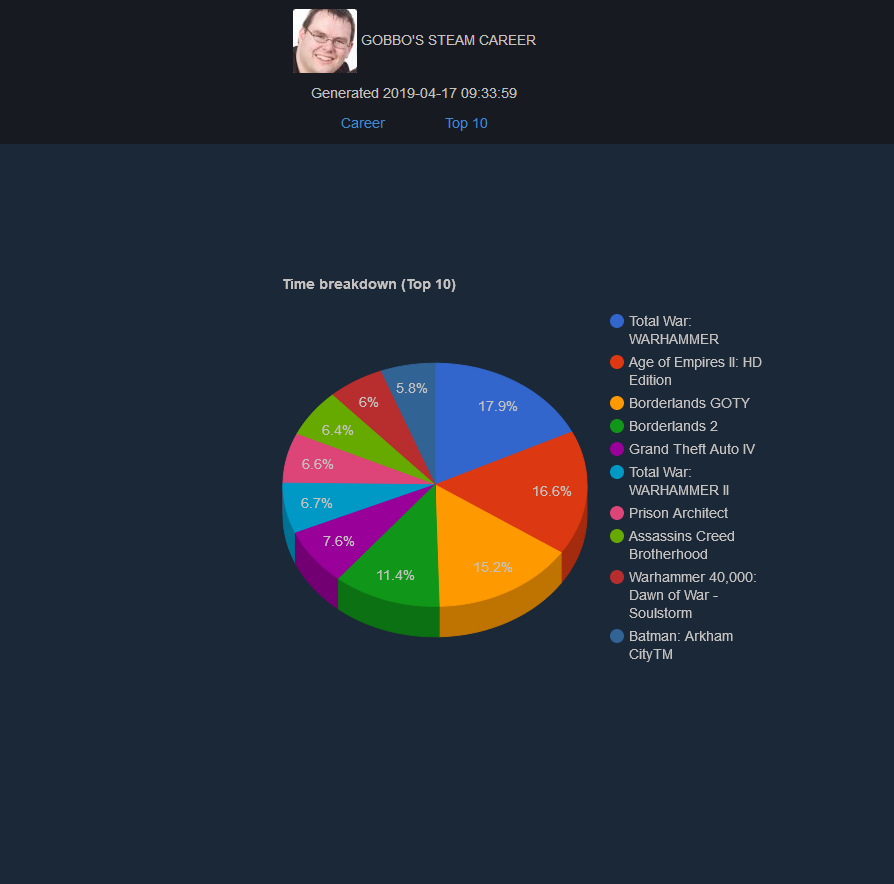 GOBBO'S STEAM CAREER
Generated 2019-04-17 09:33:59
Career Top 10
Time breakdown (Top 10)
17.9%
16.6%
15.2%
11.4%
7.6%
6.7%
6.6%
6.4%
6%
5.8%
Total War:
WARHAMMER
Age of Empires II: HD
Edition
Borderlands GOTY
Borderlands 2
Grand Theft Auto IV
Total War:
WARHAMMER II
Prison Architect
Assassins Creed
Brotherhood
Warhammer 40,000:
Dawn of War -
Soulstorm
Batman: Arkham
CityTM